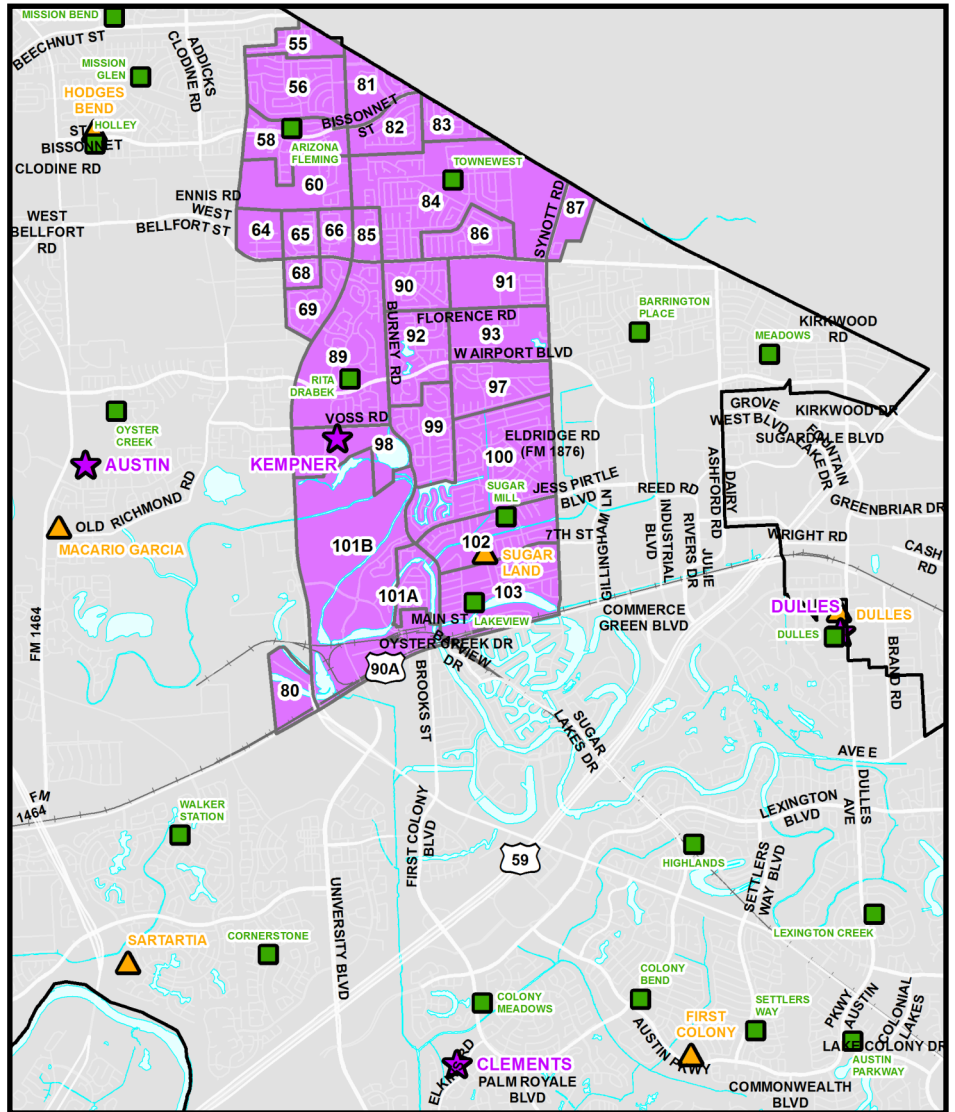 MISSION BEND
BEECHNUT ST
ADDICKS
CLODINE RD
MISSION
GLEN
HODGES
BEND
HOLLEY
ST
BISSONNET
CLODINE RD
55
56
81
BISSONNET
ST
82
83
58
ARIZONA
FLEMING
60
TOWNEWEST
84
87
SYNOTT RD
ENNIS RD
WEST
BELLFORT ST
WEST
BELLFORT
RD
64
65
66
85
86
68
69
90
91
BURNEY RD
FLORENCE RD
92
93
W AIRPORT BLVD
BARRINGTON
PLACE
MEADOWS
KIRKWOOD
RD
89
RITA
DRABEK
97
VOSS RD
98
99
KEMPNER
OYSTER
CREEK
AUSTIN
ELDRIDGE RD
(FM 1876)
100
GROVE
WEST BLVD
KIRKWOOD DR
SUGARDALE BLVD
FOUNTAIN
LAKE DR
DAIRY
ASHFORD RD
GREENBRIAR DR
OLD RICHMOND RD
MACARIO GARCIA
SUGAR
MILL
JESS PIRTLE
BLVD
REED RD
101B
102
SUGAR
LAND
7TH ST
GILLINGHAM LN
INDUSTRIAL
BLVD
RIVERS DR
JULIE
WRIGHT RD
CASH
RD
101A
103
MAIN ST
LAKEVIEW
COMMERCE
GREEN BLVD
DULLES
DULLES
DULLES
FM 1464
OYSTER CREEK DR
BAYVIEW
DR
90A
80
BROOKS ST
BRAND RD
SUGAR
LAKES DR
AVE E
DULLES
AVE
FM
1464
WALKER
STATION
FIRST COLONY
BLVD
59
LEXINGTON
BLVD
HIGHLANDS
SETTLERS
WAY BLVD
LEXINGTON CREEK
UNIVERSITY BLVD
SARTARTIA
CORNERSTONE
COLONY
MEADOWS
COLONY
BEND
FIRST
COLONY
SETTLERS
WAY
AUSTIN PKWY
PKWY
AUSTIN
COLONIAL
LAKES
LAKE COLONY DR
AUSTIN
PARKWAY
CLEMENTS
PALM ROYALE
BLVD
COMMONWEALTH
BLVD